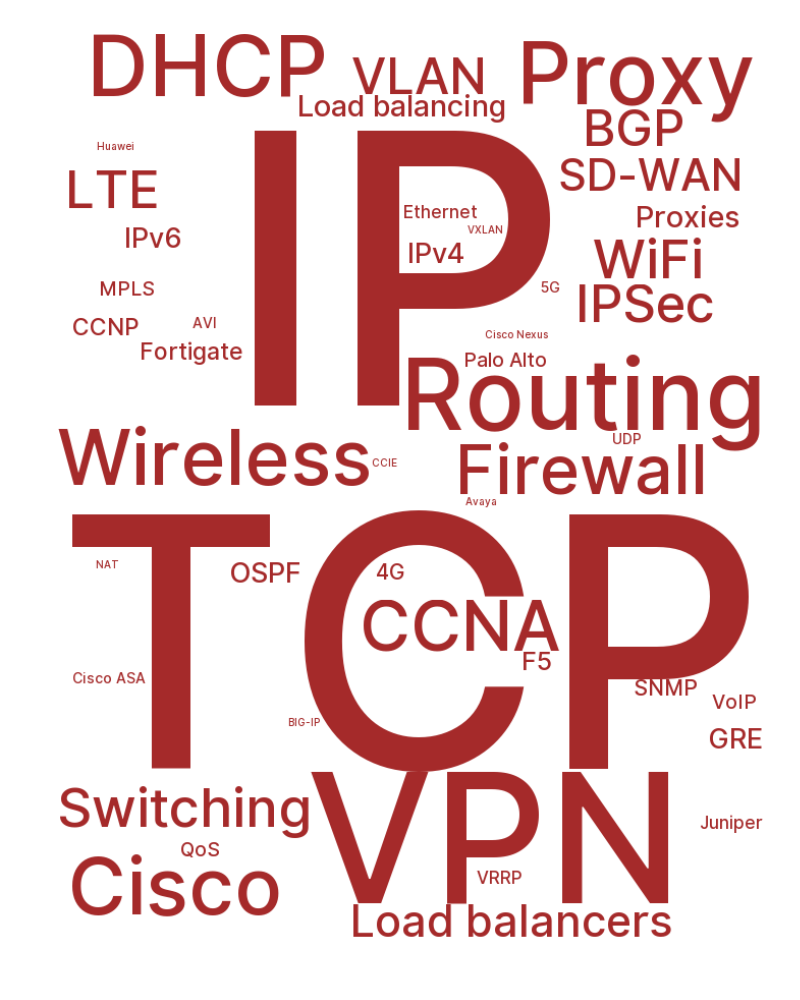 DHCP
VLAN
Proxy
Load balancing
BGP
Huawei
IP
LTE
SD-WAN
Ethernet
Proxies
VXLAN
IPv6
IPv4
WiFi
MPLS
5G
IPSec
CCNP
AVI
Cisco Nexus
Fortigate
Palo Alto
Routing
UDP
Wireless
CCIE
Firewall
Avaya
TCP
NAT
OSPF
4G
CCNA
F5
Cisco ASA
SNMP
VoIP
BIG-IP
GRE
Switching
VPN
Juniper
QoS
Cisco
VRRP
Load balancers